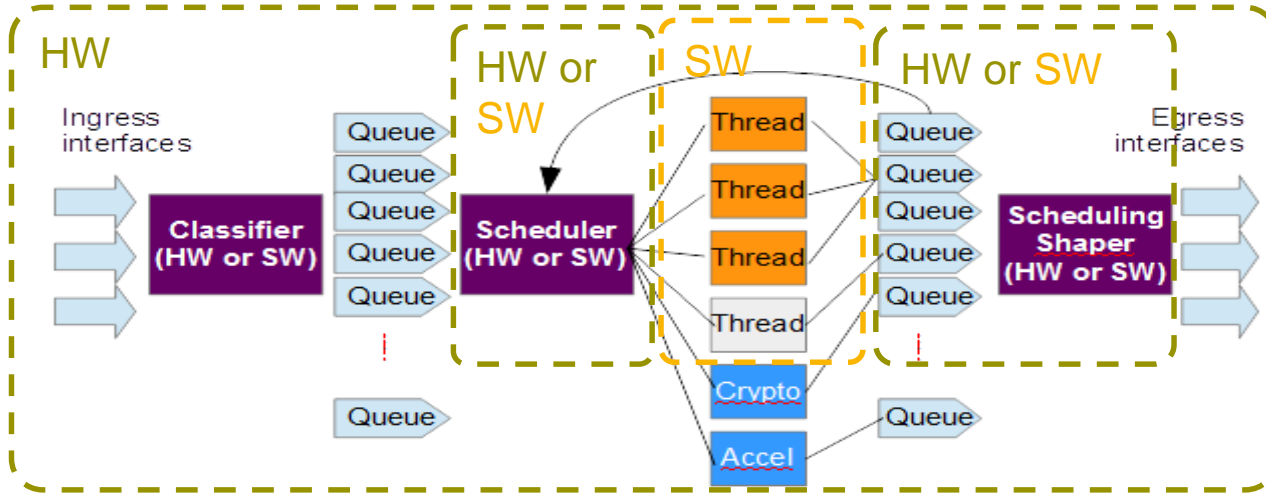 HW
HW or
SW
SW
HW or SW
Ingress
interfaces
Egress
interfaces
Queue
Queue
Queue
Queue
Queue
Queue
Classifier
(HW or SW)
Scheduler
(HW or SW)
Thread
Thread
Thread
Thread
Crypto
Accel
Queue
Queue
Queue
Queue
Queue
Queue
Scheduling
Shaper
(HW or SW)